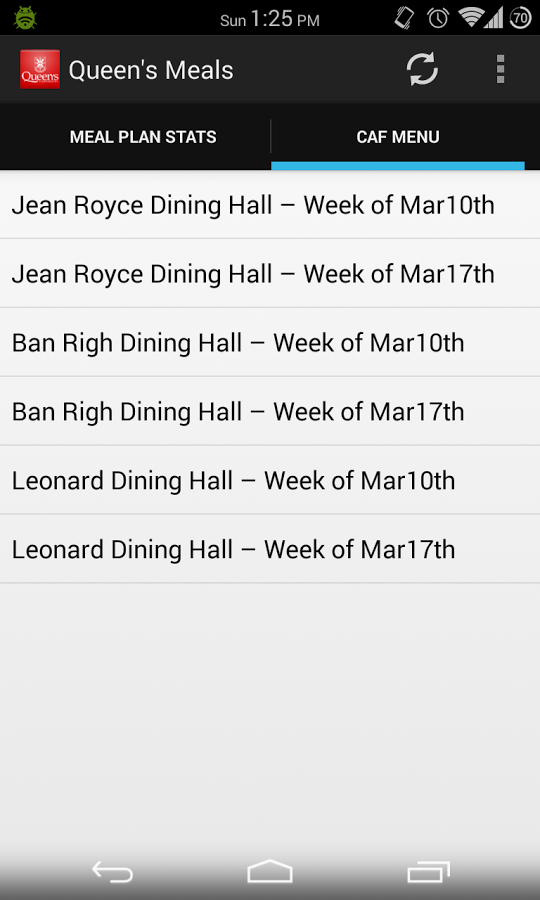 Sun 1:25 PM
70
Queen's
Queen's Meals
MEAL PLAN STATS
CAF MENU
Jean Royce Dining Hall – Week of Mar10th
Jean Royce Dining Hall – Week of Mar17th
Ban Righ Dining Hall – Week of Mar10th
Ban Righ Dining Hall – Week of Mar17th
Leonard Dining Hall – Week of Mar10th
Leonard Dining Hall – Week of Mar17th